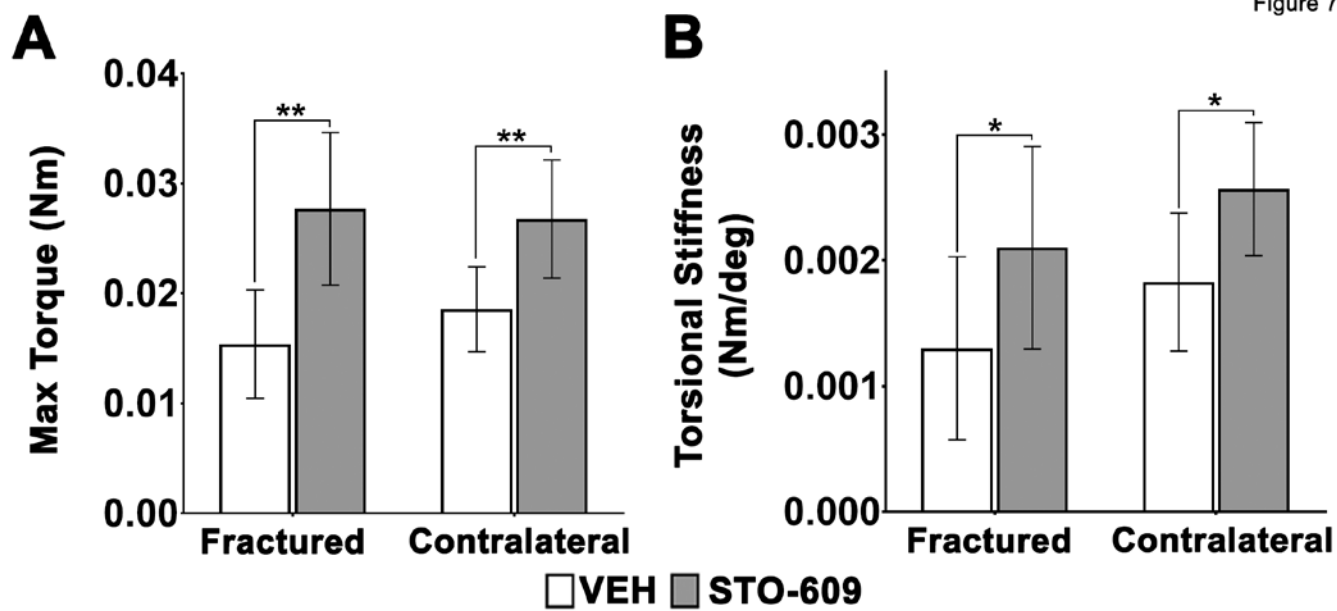 Figure 7
A
Max Torque (Nm)
0.04
0.03
0.02
0.01
0.00
**
**
Fractured
Contralateral
B
Torsional Stiffness
(Nm/deg)
0.003
0.002
0.001
0.000
*
*
Fractured
Contralateral
VEH
STO-609